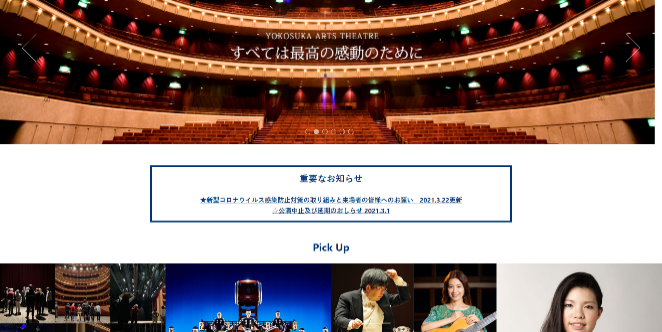 YOKOSUKA ARTS THEATRE
すべては最高の感動のために
重要なお知らせ
★新型コロナウイルス感染防止対策の取り組みと来場者の皆様へのお願い　2021.3.22更新
☆公演中止及び延期のおしらせ 2021.3.1
Pick Up